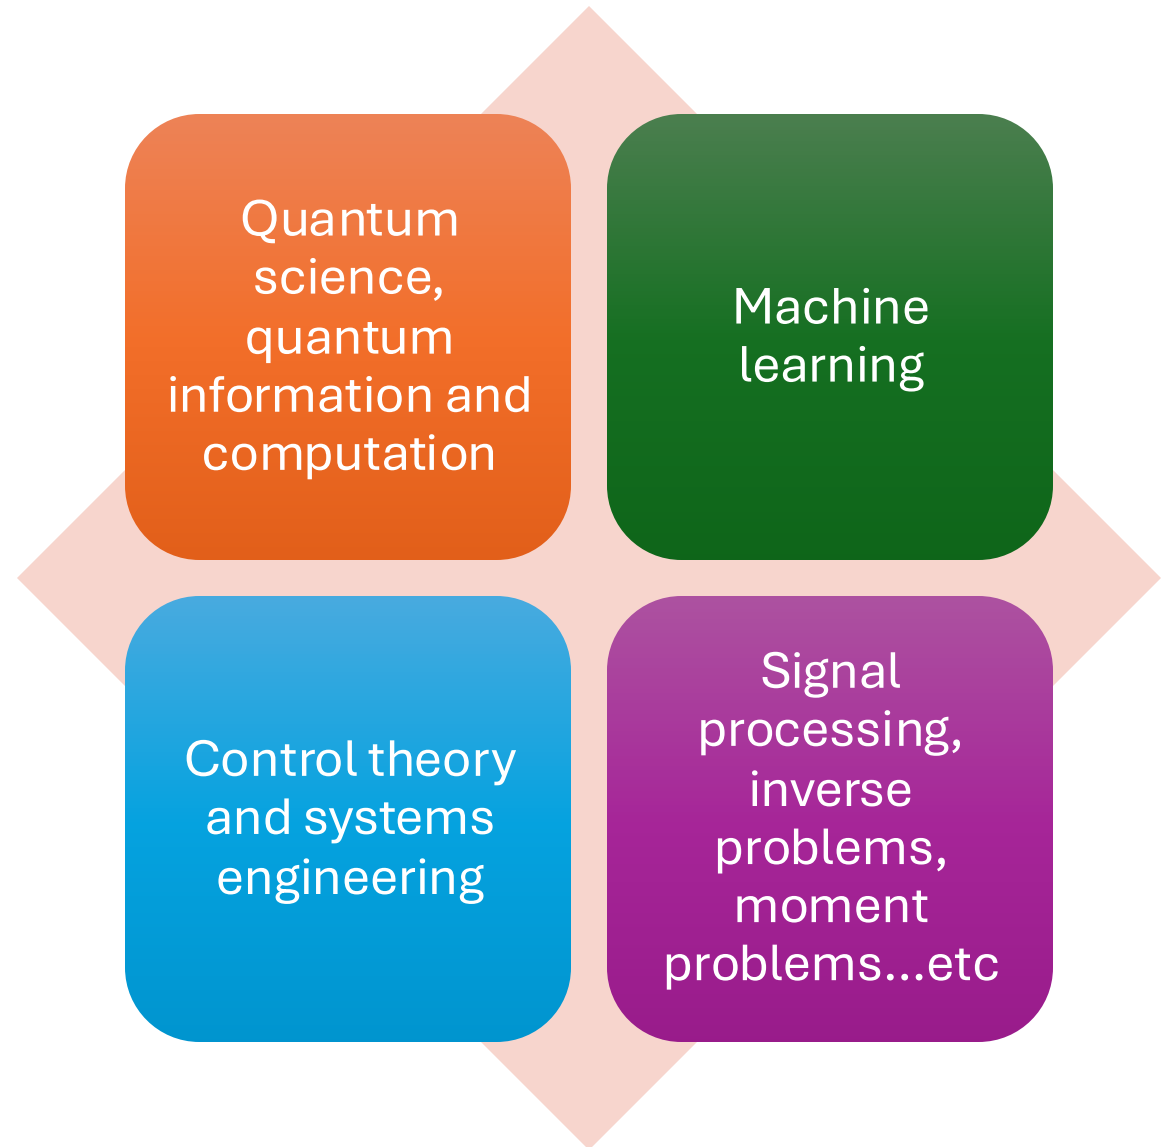 Quantum
science,
quantum
information and
computation
Machine
learning
Control theory
and systems
engineering
Signal
processing,
inverse
problems,
moment
problems...etc